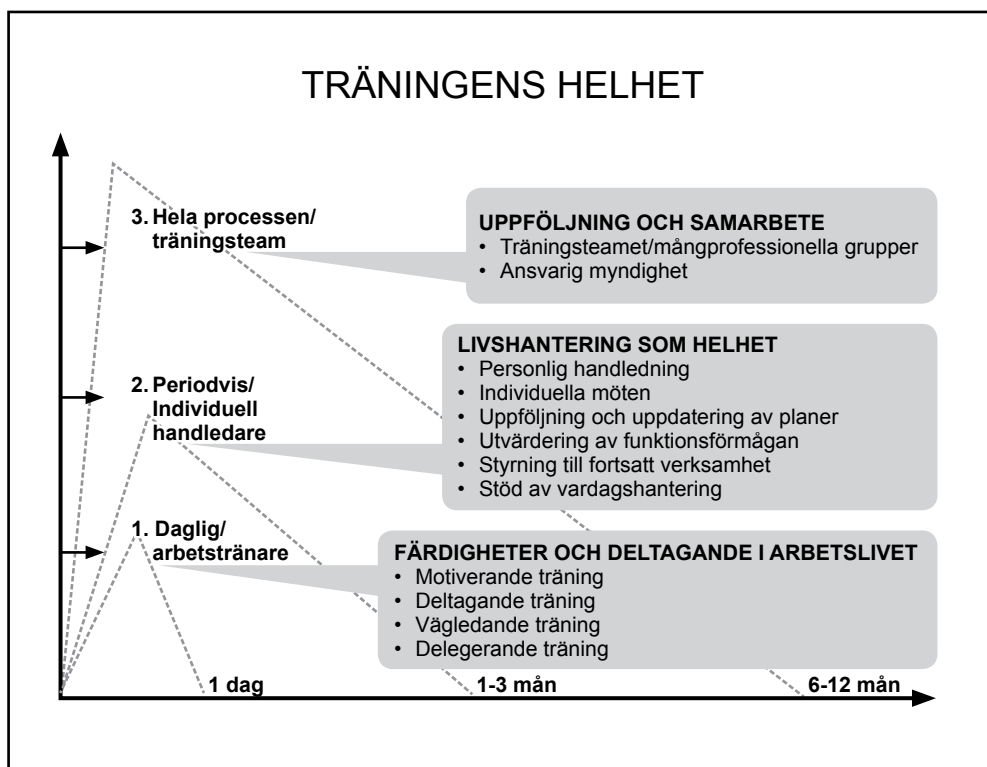 TRÄNINGENS HELHET
3. Hela processen/
träningsteam
UPPFÖLJNING OCH SAMARBETE
• Träningsteamet/mångprofessionella grupper
• Ansvarig myndighet
2. Periodvis/
Individuell
handledare
LIVSHANTERING SOM HELHET
• Personlig handledning
• Individuella möten
• Uppföljning och uppdatering av planer
• Utvärdering av funktionsförmågan
• Styrning till fortsatt verksamhet
• Stöd av vardagshantering
1. Daglig/
arbetstränare
FÄRDIGHETER OCH DELTAGANDE I ARBETSLIVET
• Motiverande träning
• Deltagande träning
• Vägledande träning
• Delegerande träning
1 dag
1-3 mån
6-12 mån